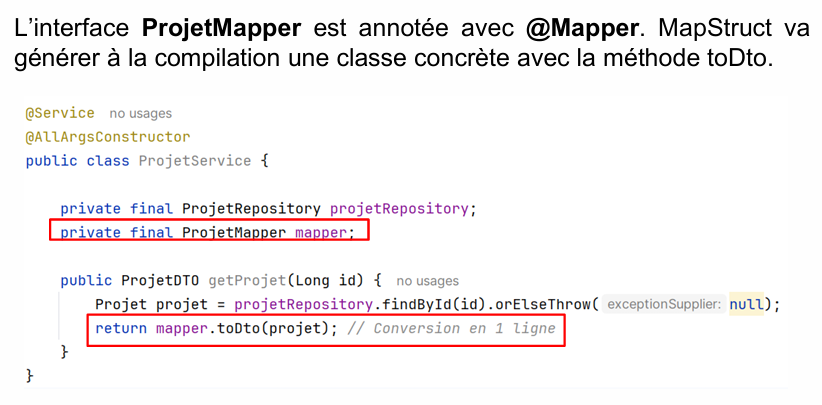 L’interface ProjetMapper est annotée avec @Mapper. MapStruct va
générer à la compilation une classe concrète avec la méthode toDto.
@Service no usages
@AllArgsConstructor
public class ProjetService {
private final ProjetRepository projetRepository;
private final ProjetMapper mapper;
public ProjetDTO getProjet(Long id) { no usages
Projet projet = projetRepository.findById(id).orElseThrow( exceptionSupplier: null);
return mapper.toDto(projet); // Conversion en 1 ligne
}
}